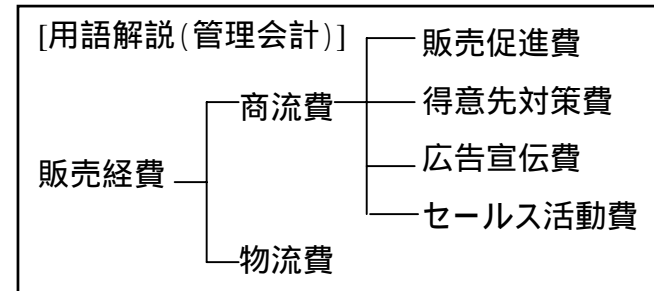 [用語解説(管理会計)]
販売経費
商流費
物流費
販売促進費
得意先対策費
広告宣伝費
セールス活動費